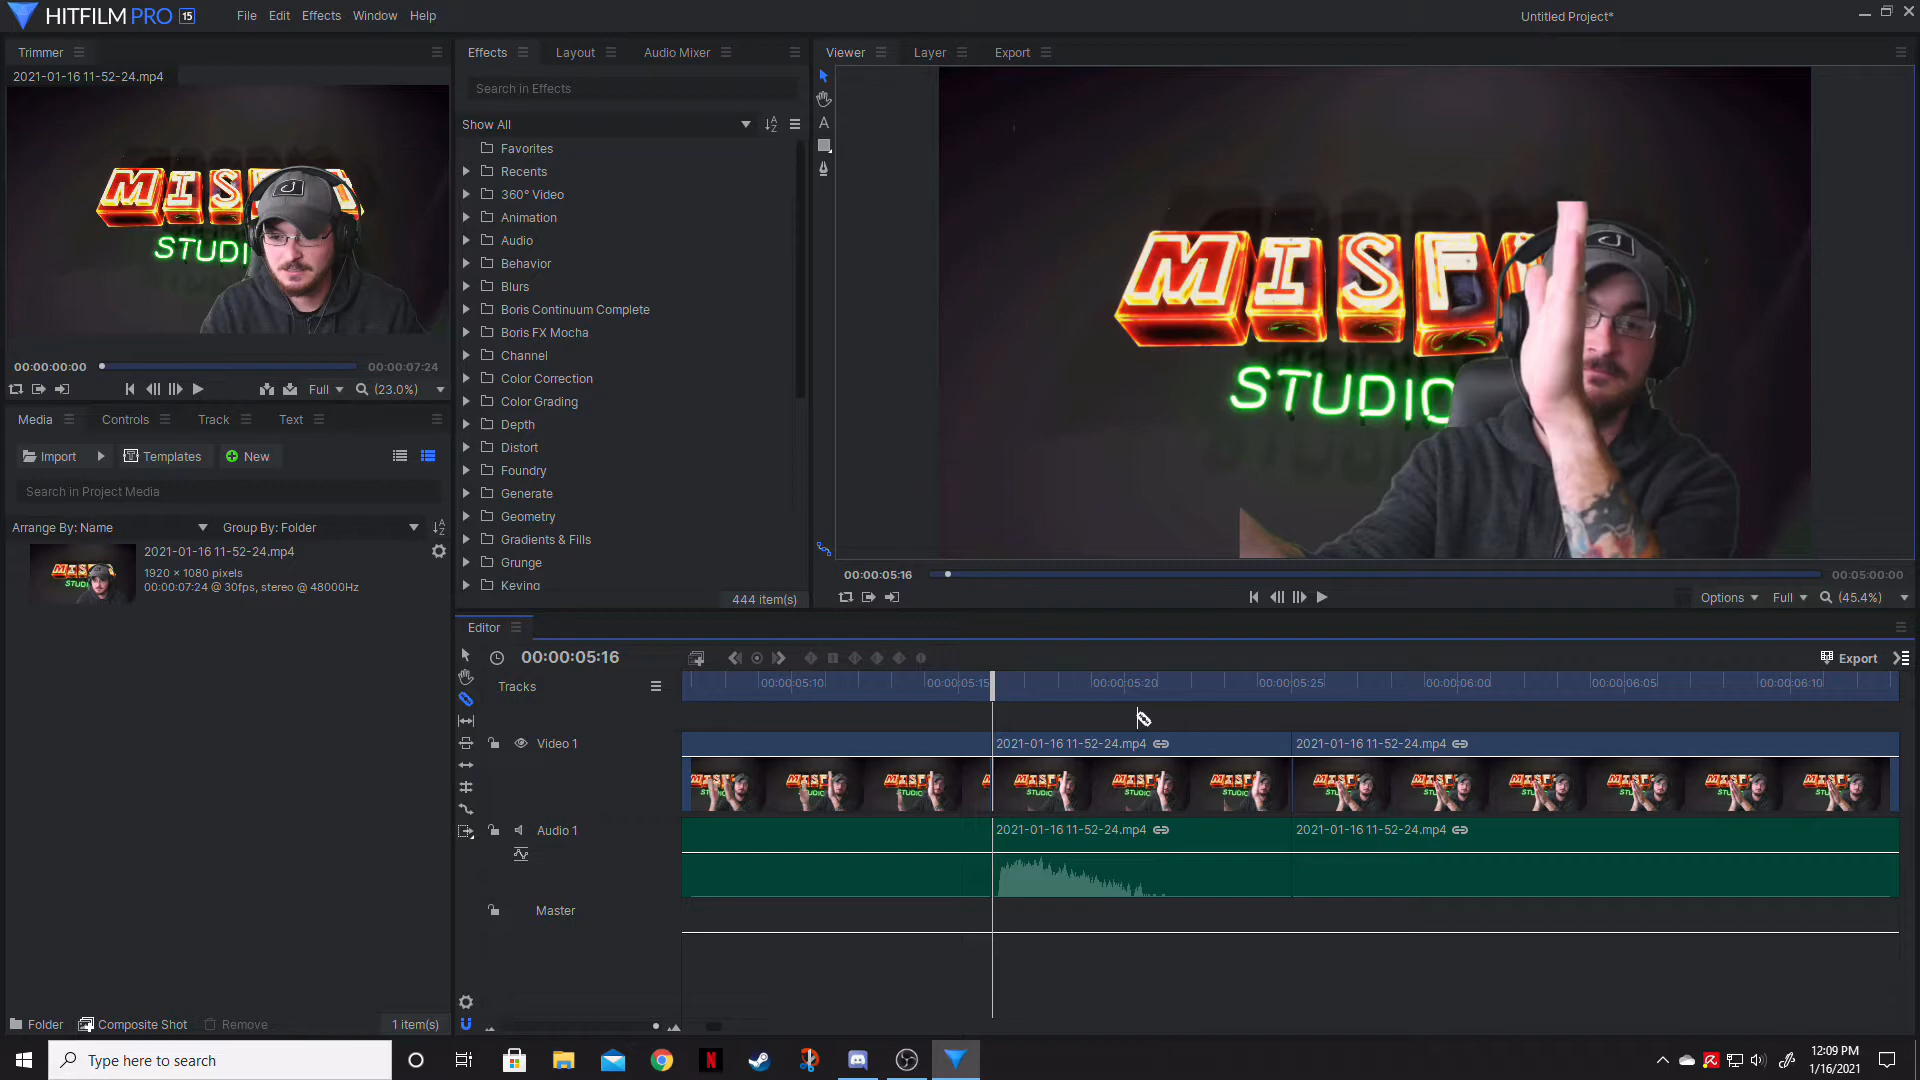 HITFILM PRO 15
File Edit Effects Window Help
Untitled Project*
Trimmer
2021-01-16 11-52-24.mp4
MIS
STUDI
00:00:00:00
00:00:07:24
Full
(23.0%)
Media Controls Track Text
Import
Templates
New
Search in Project Media
Arrange By: Name
Group By: Folder
2021-01-16 11-52-24.mp4
1920 × 1080 pixels
00:00:07:24 @ 30fps, stereo @ 48000Hz
Folder
Composite Shot
Remove
1 item(s)
Effects Layout Audio Mixer
Search in Effects
Show All
Favorites
Recents
360° Video
Animation
Audio
Behavior
Blurs
Boris Continuum Complete
Boris FX Mocha
Channel
Color Correction
Color Grading
Depth
Distort
Foundry
Generate
Geometry
Gradients & Fills
Grunge
Keying
444 item(s)
Viewer Layer Export
MISF
STUDIO
00:00:05:16
00:05:00:00
Options
Full
(45.4%)
Editor
00:00:05:16
Export
Tracks
00:00:05:10 00:00:05:15 00:00:05:20 00:00:05:25 00:00:06:00 00:00:06:05 00:00:06:10
Video 1
2021-01-16 11-52-24.mp4
2021-01-16 11-52-24.mp4
Audio 1
2021-01-16 11-52-24.mp4
2021-01-16 11-52-24.mp4
Master
Type here to search
12:09 PM
1/16/2021